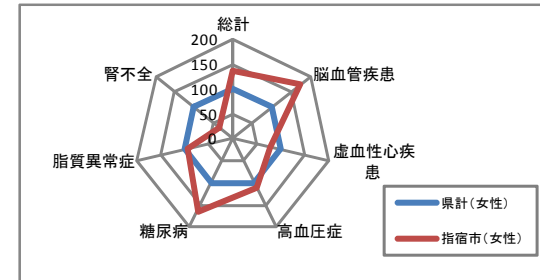 総計
200
150
100
50
0
脳血管疾患
虚血性心疾
患
高血圧症
糖尿病
脂質異常症
腎不全
県計(女性)
指宿市(女性)